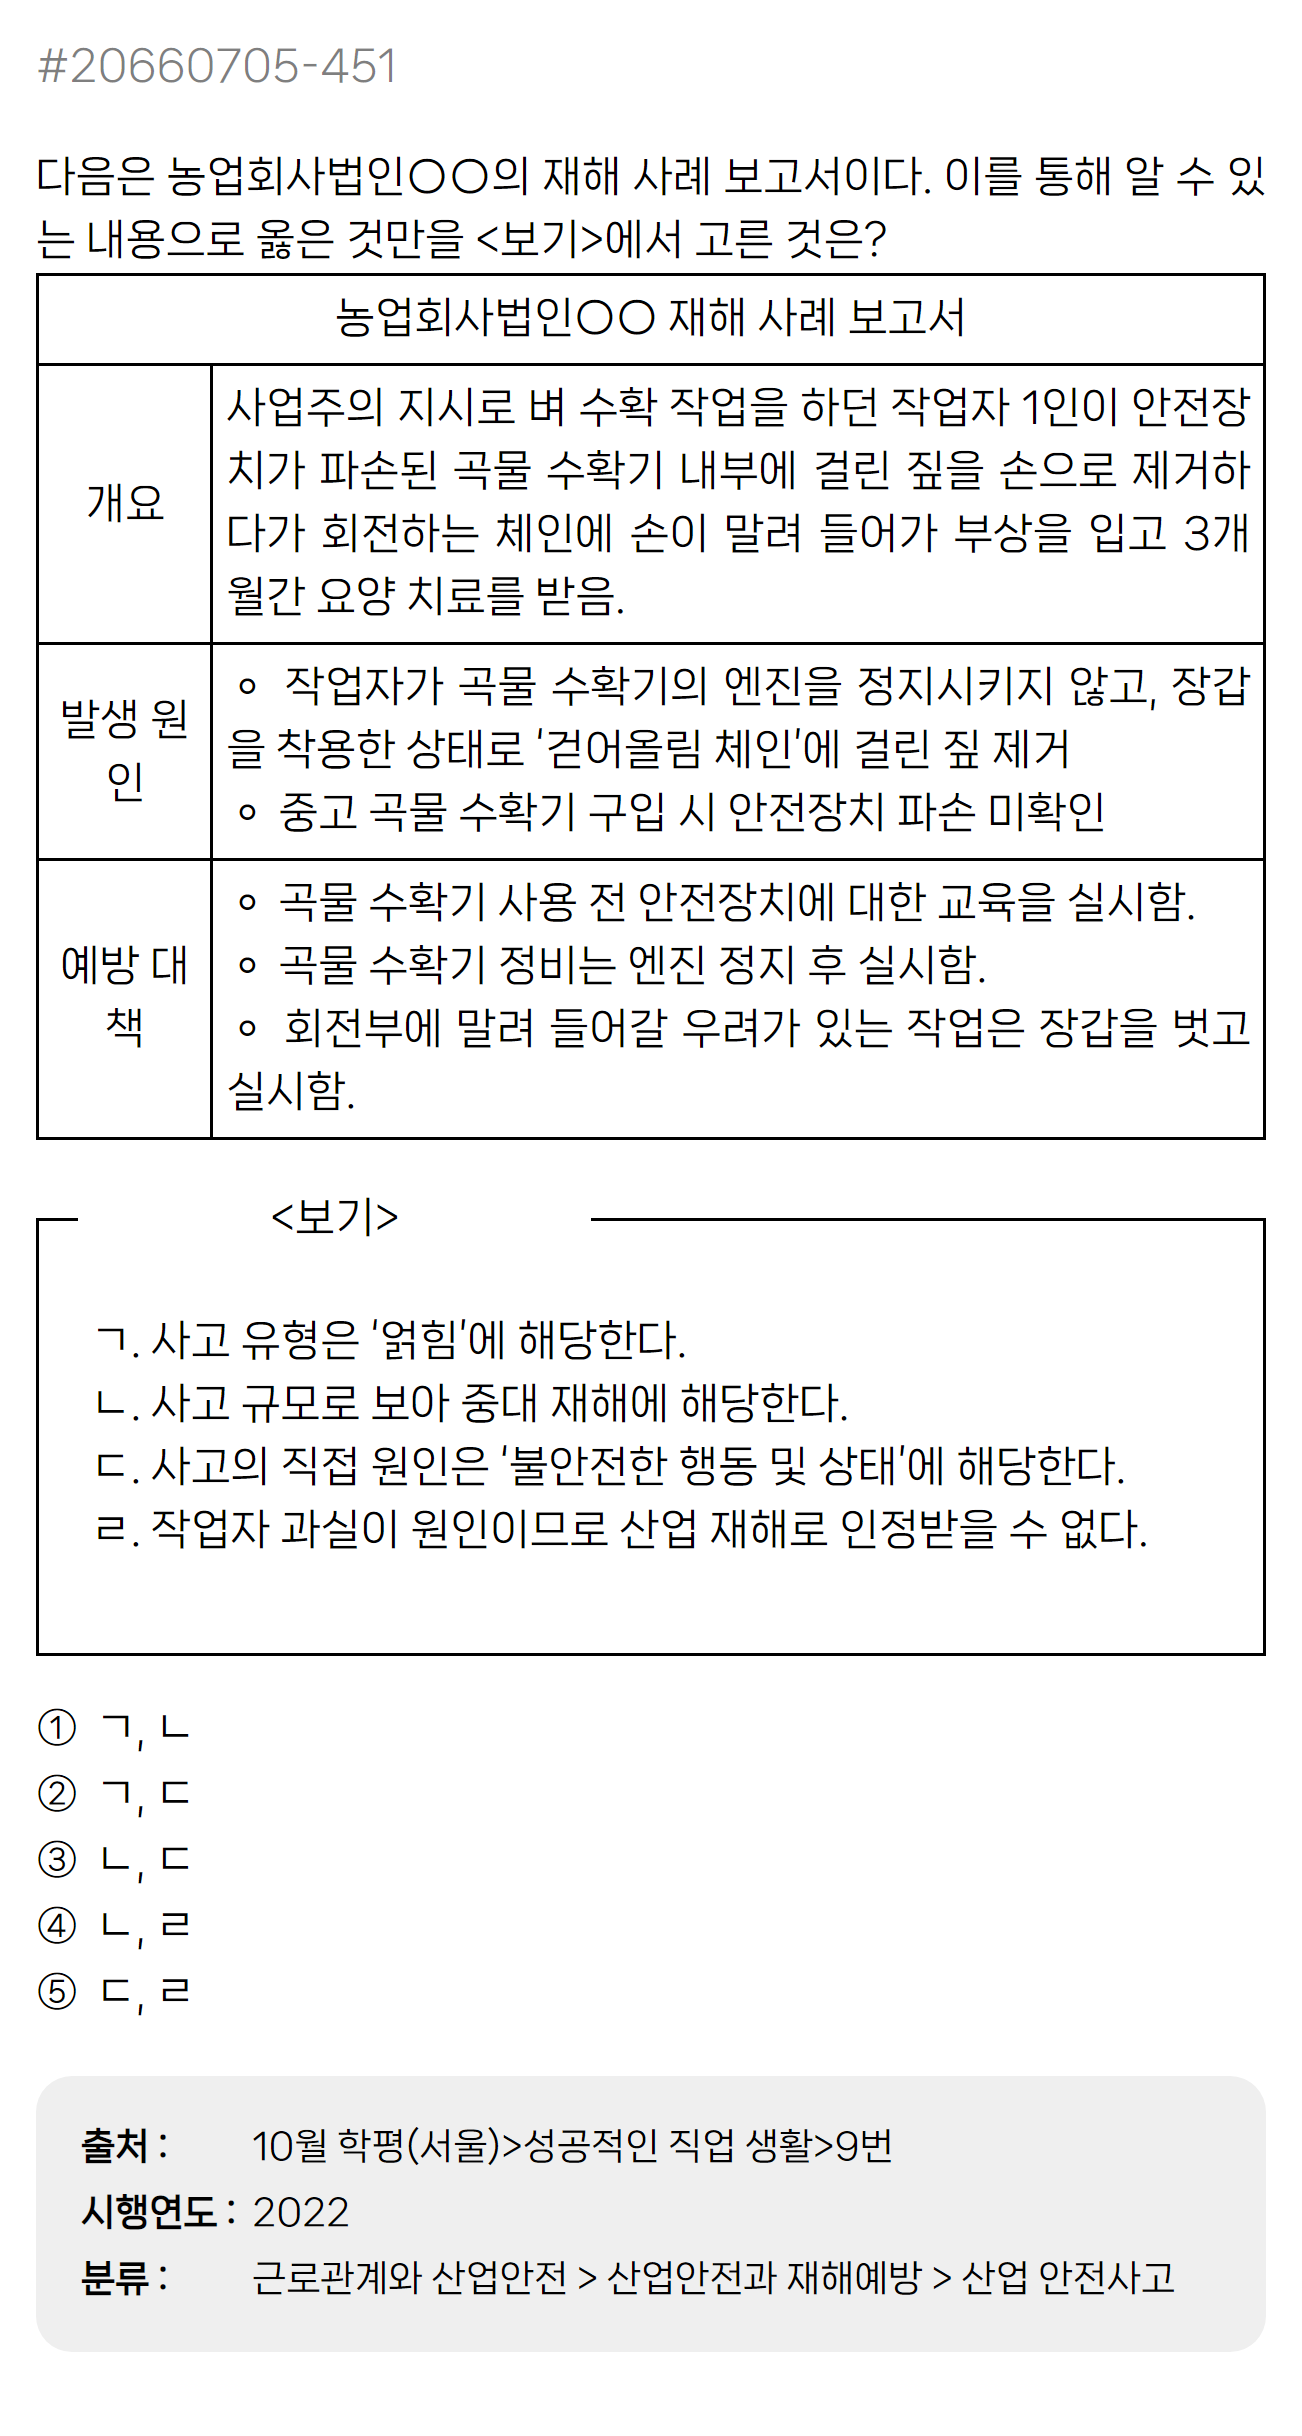 #20660705-451
다음은 농업회사법인〇〇의 재해 사례 보고서이다. 이를 통해 알 수 있
는 내용으로 옳은 것만을 <보기>에서 고른 것은?
농업회사법인〇〇 재해 사례 보고서
개요
사업주의 지시로 벼 수확 작업을 하던 작업자 1인이 안전장
치가 파손된 곡물 수확기 내부에 걸린 짚을 손으로 제거하
다가 회전하는 체인에 손이 말려 들어가 부상을 입고 3개
월간 요양 치료를 받음.
발생 원
인
∘ 작업자가 곡물 수확기의 엔진을 정지시키지 않고, 장갑
을 착용한 상태로 '걷어올림 체인'에 걸린 짚 제거
∘ 중고 곡물 수확기 구입 시 안전장치 파손 미확인
예방 대
책
∘ 곡물 수확기 사용 전 안전장치에 대한 교육을 실시함.
∘ 곡물 수확기 정비는 엔진 정지 후 실시함.
∘ 회전부에 말려 들어갈 우려가 있는 작업은 장갑을 벗고
실시함.
<보기>
ㄱ. 사고 유형은 '얽힘'에 해당한다.
ㄴ. 사고 규모로 보아 중대 재해에 해당한다.
ㄷ. 사고의 직접 원인은 '불안전한 행동 및 상태'에 해당한다.
ㄹ. 작업자 과실이 원인이므로 산업 재해로 인정받을 수 없다.
① ㄱ, ㄴ
② ㄱ, ㄷ
③ ㄴ, ㄷ
④ ㄴ, ㄹ
⑤ ㄷ, ㄹ
출처 : 10월 학평(서울)>성공적인 직업 생활>9번
시행연도 : 2022
분류 : 근로관계와 산업안전 > 산업안전과 재해예방 > 산업 안전사고